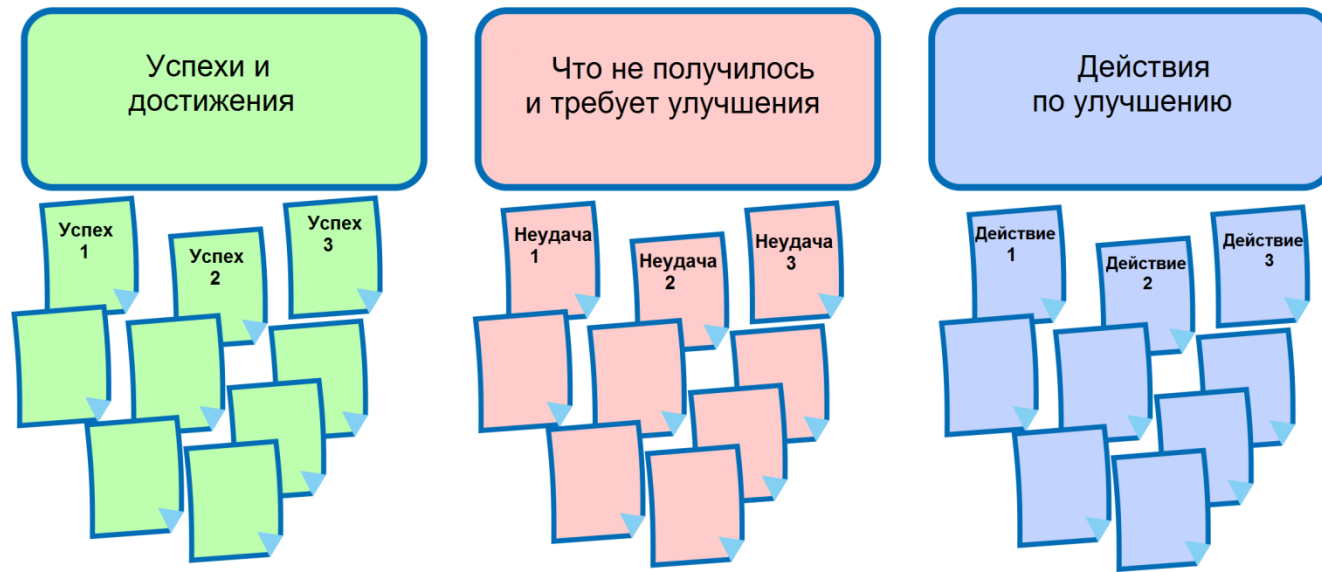 Успехи и
достижения
Что не получилось
и требует улучшения
Действия
по улучшению
Успех
1
Успех
2
Успех
3
Неудача
1
Неудача
2
Неудача
3
Действие
1
Действие
2
Действие
3